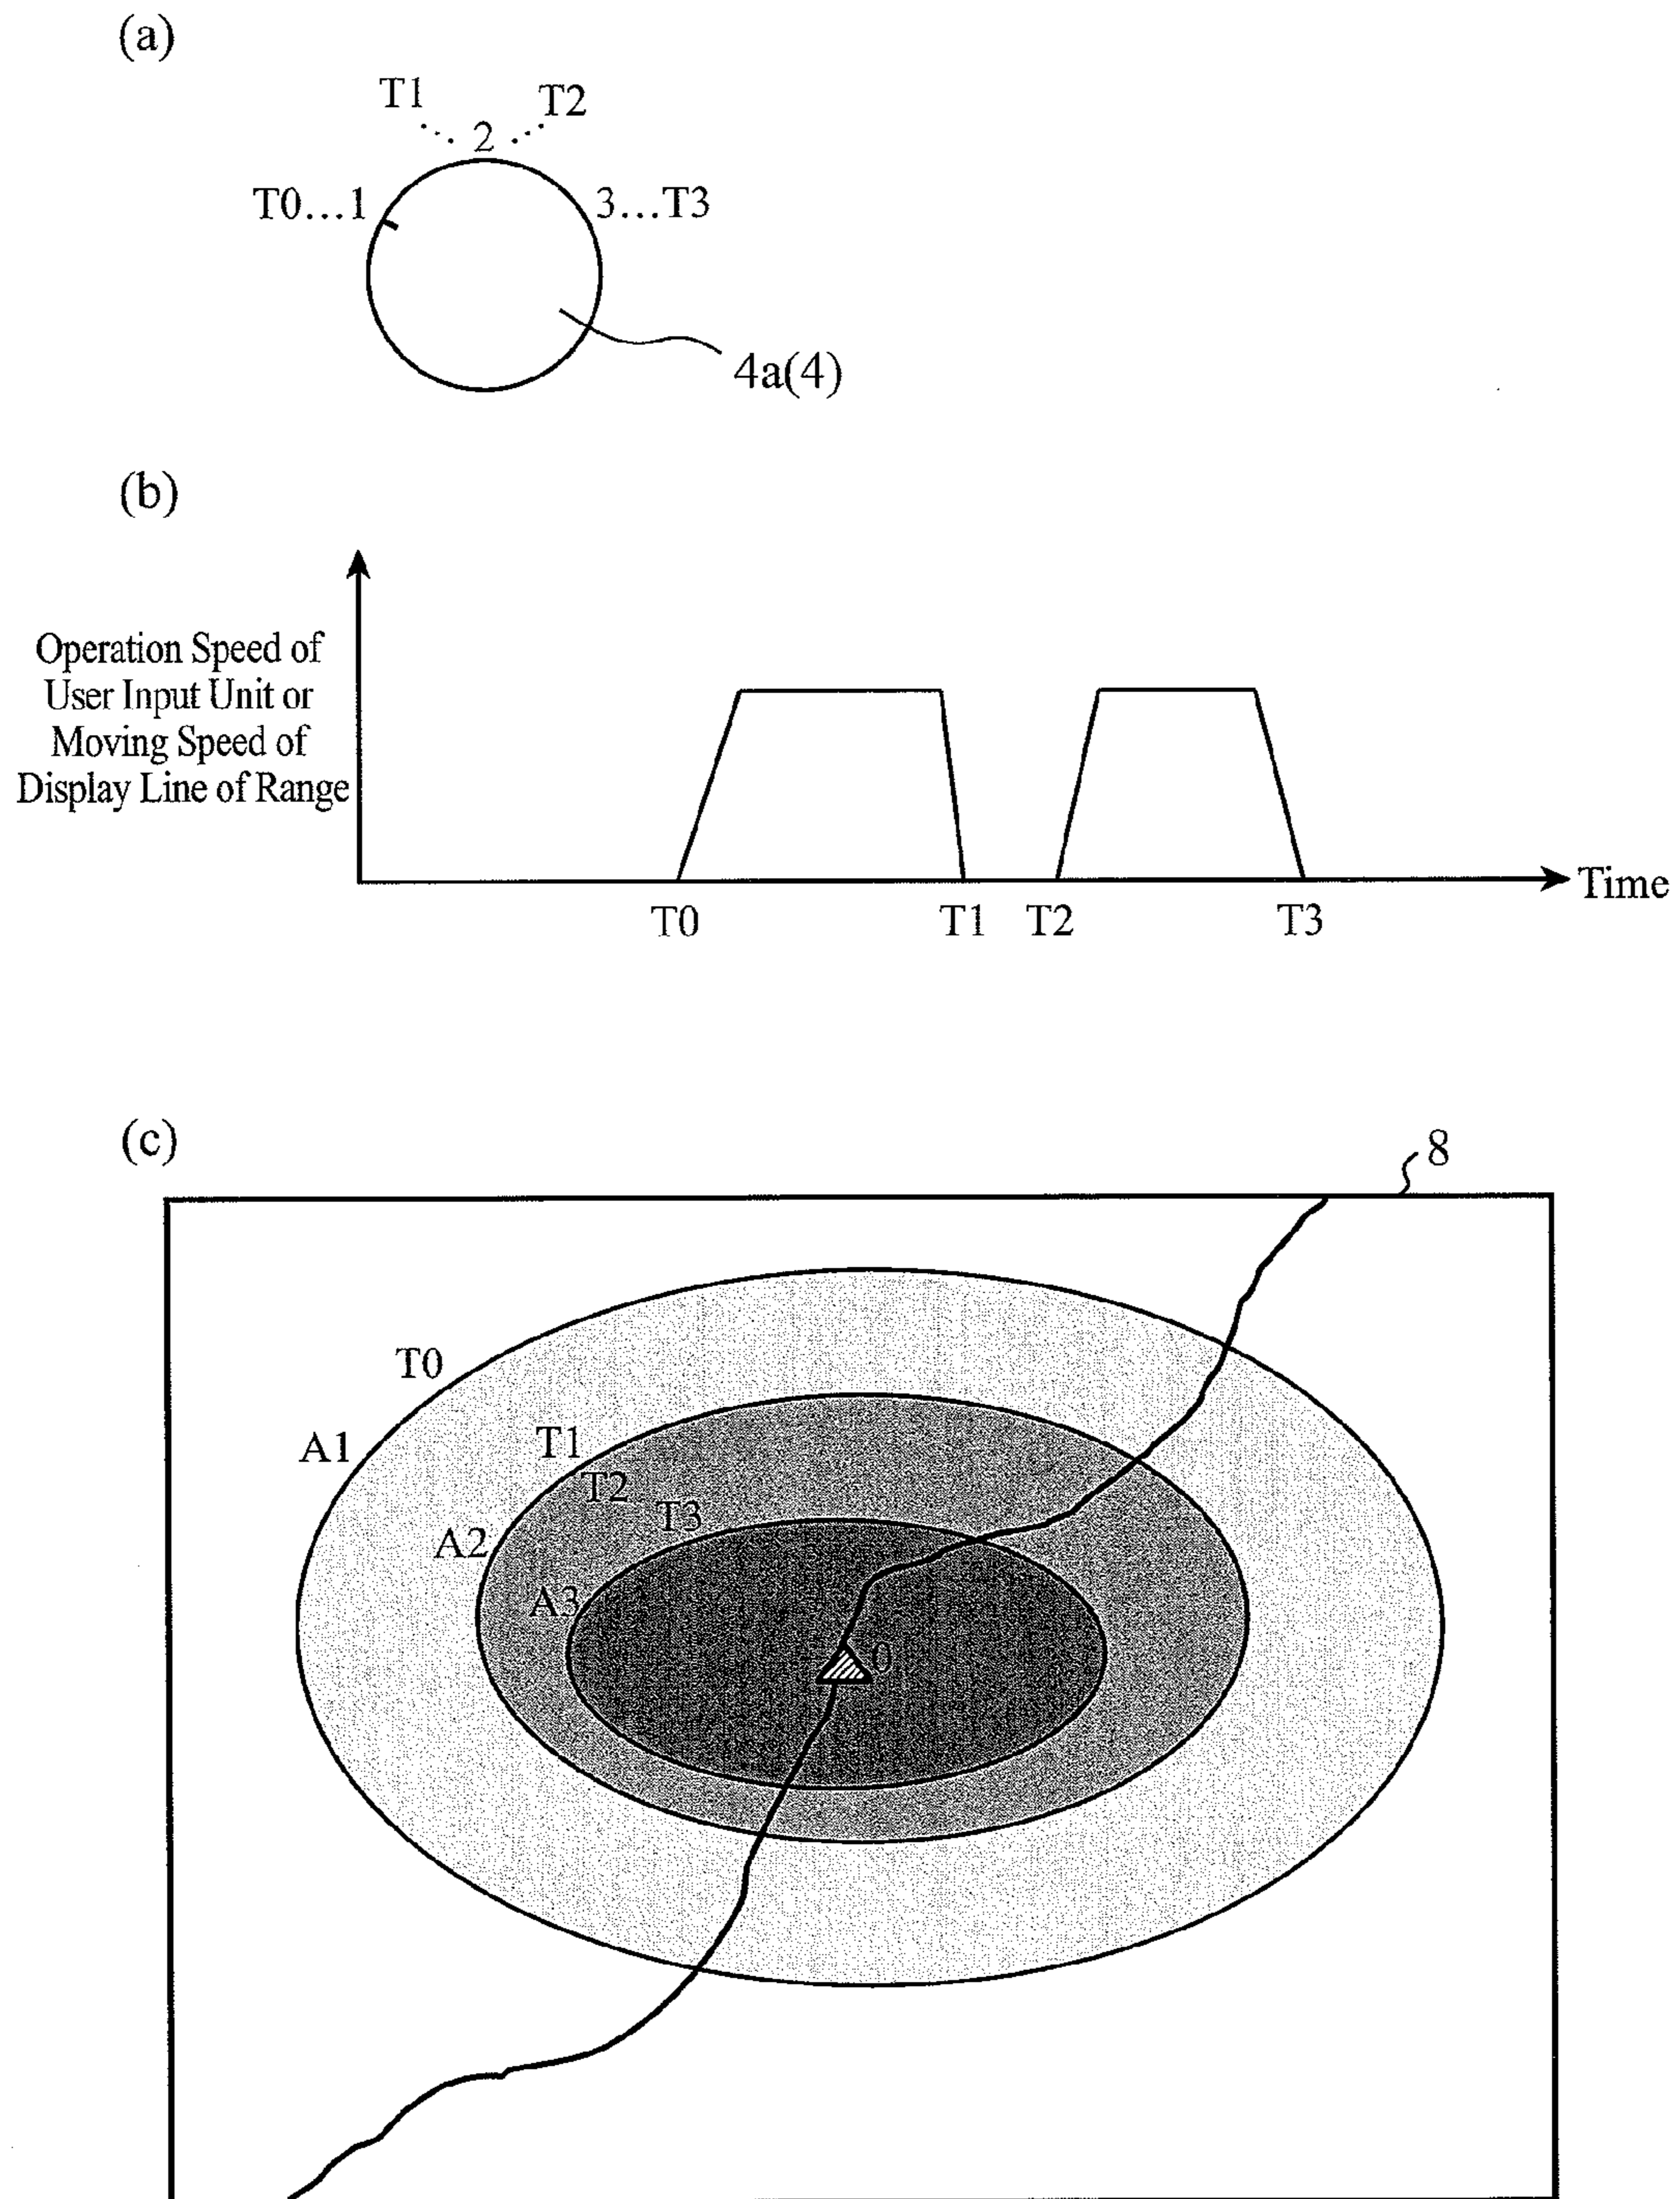 (a)
T1
T2
2
T0...1
3...T3
4a(4)
(b)
Operation Speed of
User Input Unit or
Moving Speed of
Display Line of Range
Time
T0
T1
T2
T3
(c)
8
T0
A1
T1
T2
T3
A2
A3
0